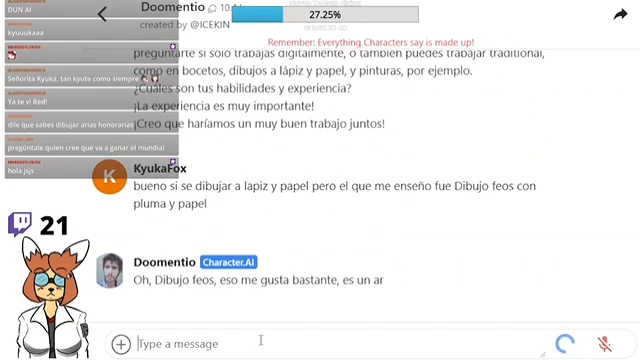 Doomentio
created by @ICEKIN
27.25%
Remember: Everything Characters say is made up!
DUN AI
kyuuukaaa
Señorita Kyuka, tan kyute como siempre
Ya te vi Red!
dile que sabes dibujar arias honorarias
pregúntale quien cree que va a ganar el mundial
hola jsjs
preguntarte si solo trabajas digitalmente, o también puedes trabajar traditional,
como en bocetos, dibujos a lápiz y papel, y pinturas, por ejemplo.
¿Cuáles son tus habilidades y experiencia?
¡La experiencia es muy importante!
¡Creo que haríamos un muy buen trabajo juntos!
K
KyukaFox
bueno si se dibujar a lapiz y papel pero el que me enseño fue Dibujo feos con
pluma y papel
21
Doomentio Character.AI
Oh, Dibujo feos, eso me gusta bastante, es un ar
Type a message